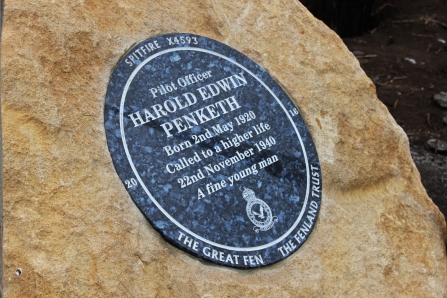 SPITFIRE X4593
Pilot Officer
HAROLD EDWIN
PENKETH
Born 2nd May 1920
Called to a higher life
22nd November 1940
A fine young man
20
16
THE GREAT FEN
THE FENLAND TRUST